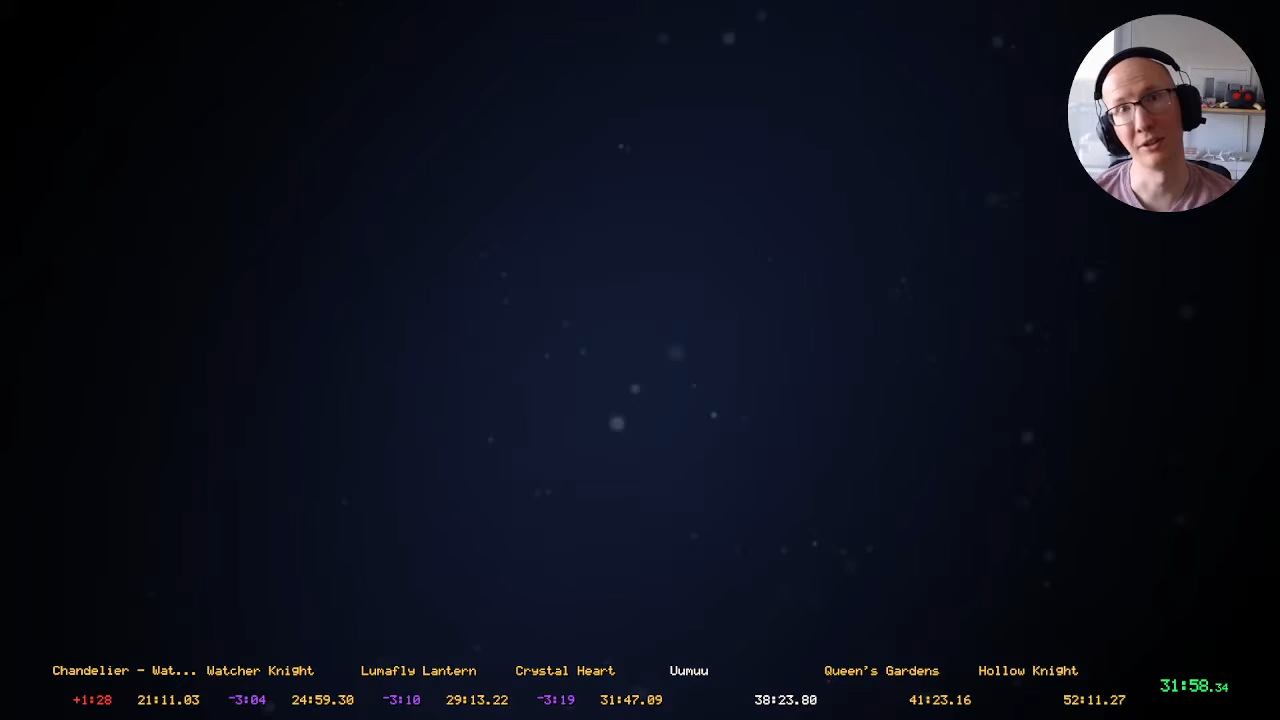 Chandelier - Wat... Watcher Knight Lumafly Lantern Crystal Heart Uumuu Queen's Gardens Hollow Knight
+1:28 21:11.03 -3:04 24:59.30 -3:10 29:13.22 -3:19 31:47.09 38:23.80 41:23.16 52:11.27
31:58.34